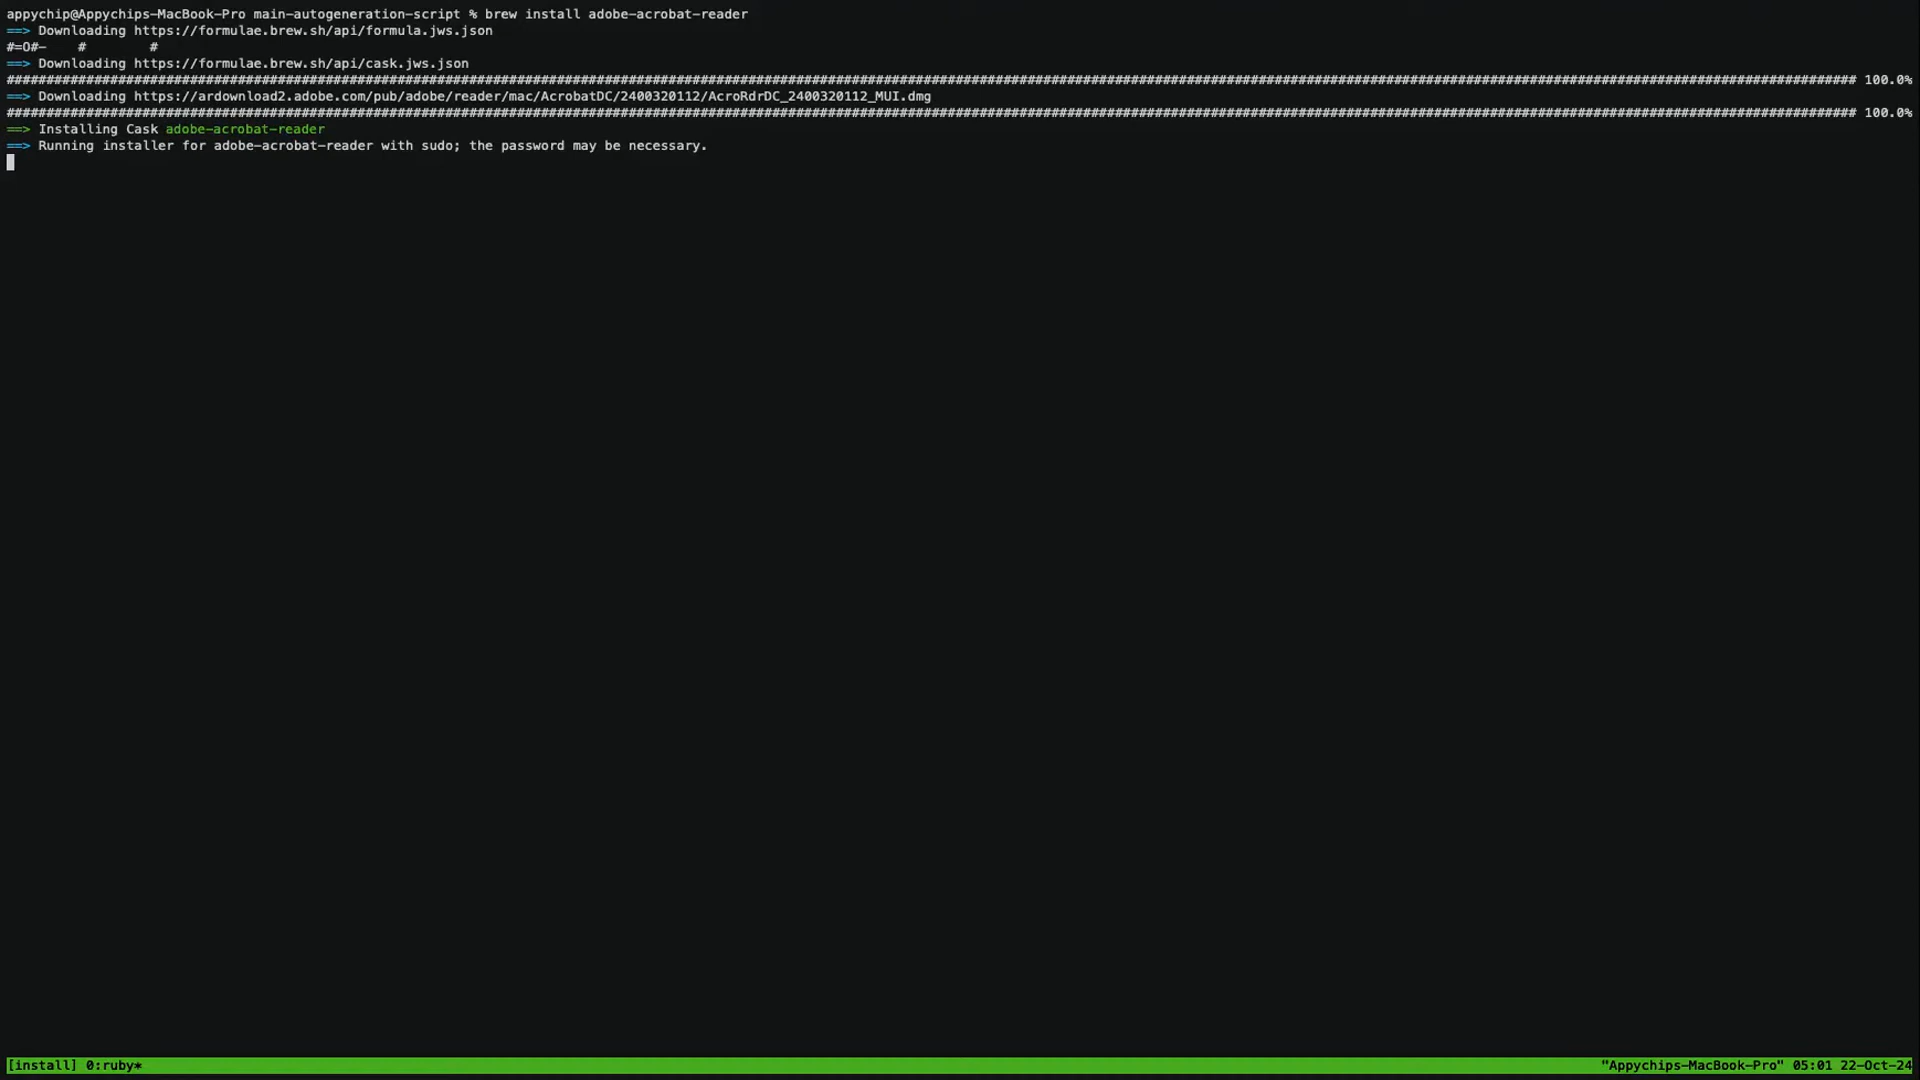 appychip@Appychips-MacBook-Pro main-autogeneration-script % brew install adobe-acrobat-reader
==> Downloading https://formulae.brew.sh/api/formula.jws.json
#=O#-    #        #
==> Downloading https://formulae.brew.sh/api/cask.jws.json
######################################################################## 100.0%
==> Downloading https://ardownload2.adobe.com/pub/adobe/reader/mac/AcrobatDC/2400320112/AcroRdrDC_2400320112_MUI.dmg
######################################################################## 100.0%
==> Installing Cask adobe-acrobat-reader
==> Running installer for adobe-acrobat-reader with sudo; the password may be necessary.
[install] 0:ruby* "Appychips-MacBook-Pro" 05:01 22-Oct-24